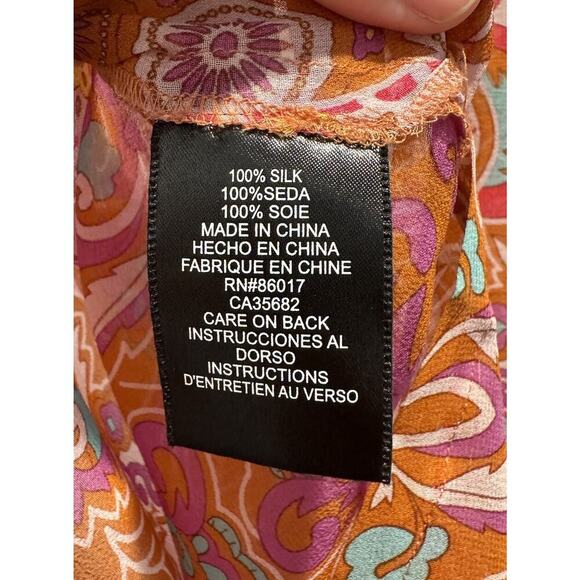 100% SILK
100%SEDA
100% SOIE
MADE IN CHINA
HECHO EN CHINA
FABRIQUE EN CHINE
RN#86017
CA35682
CARE ON BACK
INSTRUCCIONES AL
DORSO
INSTRUCTIONS
D'ENTRETIEN AU VERSO